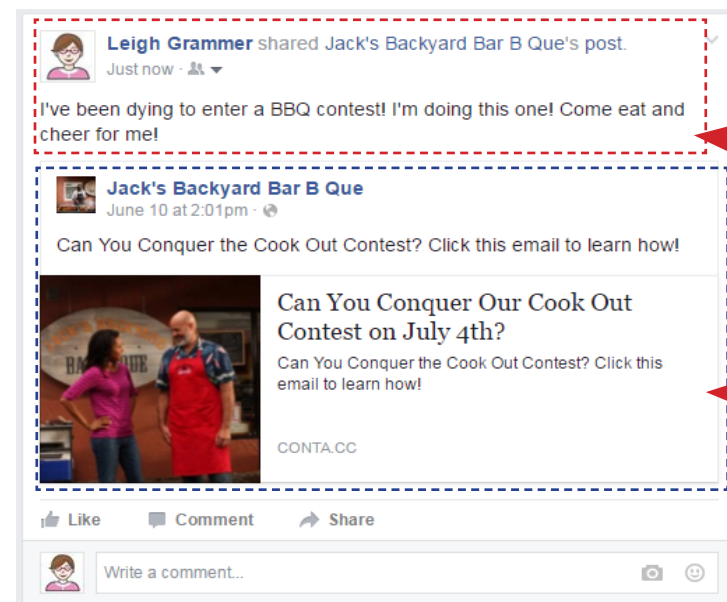 Leigh Grammer shared Jack's Backyard Bar B Que's post.
Just now ·
I've been dying to enter a BBQ contest! I'm doing this one! Come eat and
cheer for me!
Jack's Backyard Bar B Que
June 10 at 2:01pm ·
Can You Conquer the Cook Out Contest? Click this email to learn how!
Can You Conquer Our Cook Out
Contest on July 4th?
Can You Conquer the Cook Out Contest? Click this
email to learn how!
CONTA.CC
Like Comment Share
Write a comment...